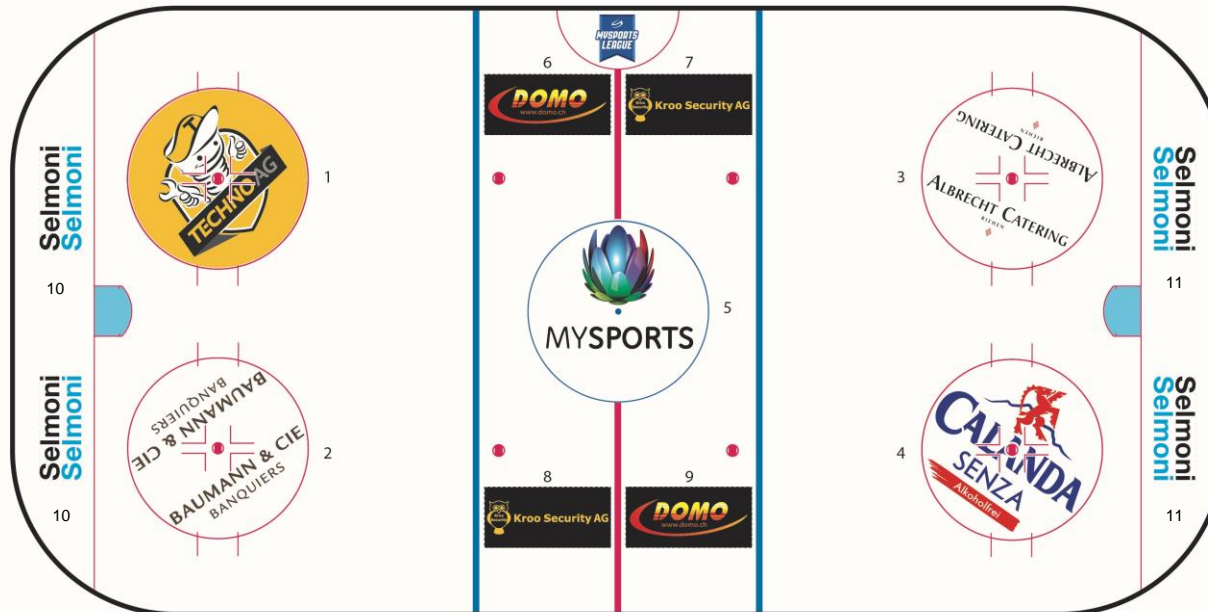 MYSPORTS
LEAGUE
6
7
DOMO
www.domo.ch
Kroo Security AG
TECHNO AG
1
3
ALBRECHT CATERING
RIEHEN
ALBRECHT CATERING
RIEHEN
Selmoni
Selmoni
Selmoni
Selmoni
10
11
MYSPORTS
5
BAUMANN & CIE
BANQUIERS
BAUMANN & CIE
BANQUIERS
2
4
CALANDA
SENZA
Alkoholfrei
Selmoni
Selmoni
Selmoni
Selmoni
10
11
8
9
Kroo Security AG
DOMO
www.domo.ch